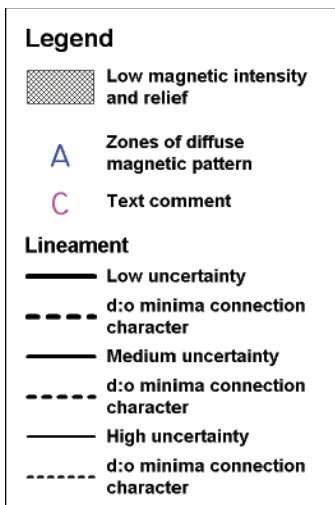 Legend
Low magnetic intensity
and relief
A
Zones of diffuse
magnetic pattern
C
Text comment
Lineament
Low uncertainty
d:o minima connection
character
Medium uncertainty
d:o minima connection
character
High uncertainty
d:o minima connection
character